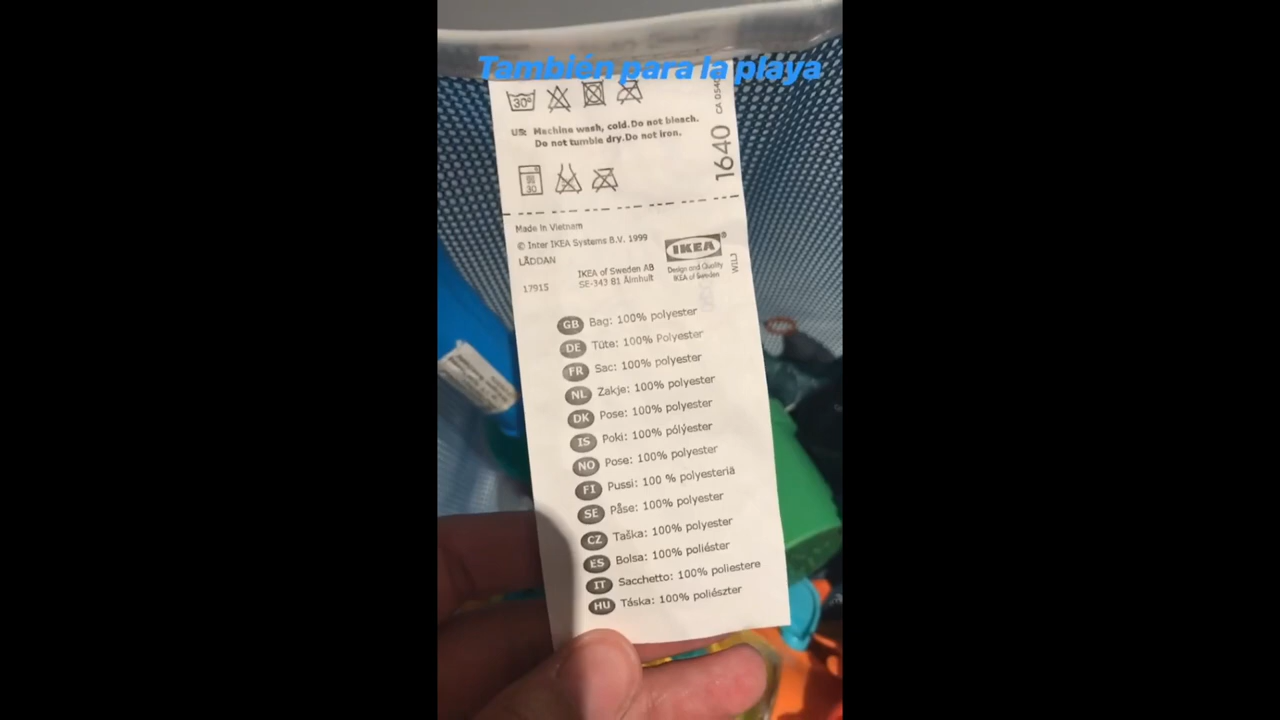 También para la playa
30°
US: Machine wash, cold.Do not bleach.
Do not tumble dry.Do not iron.
30
1640
Made in Vietnam
© Inter IKEA Systems B.V. 1999
LÅDDAN
17915
IKEA of Sweden AB
SE-343 81 Älmhult
IKEA®
Design and Quality
IKEA of Sweden
GB Bag: 100% polyester
DE Tüte: 100% Polyester
FR Sac: 100% polyester
NL Zakje: 100% polyester
DK Pose: 100% polyester
IS Poki: 100% pólýester
NO Pose: 100% polyester
FI Pussi: 100 % polyesteriä
SE Påse: 100% polyester
CZ Taška: 100% polyester
ES Bolsa: 100% poliéster
IT Sacchetto: 100% poliestere
HU Táska: 100% poliészter